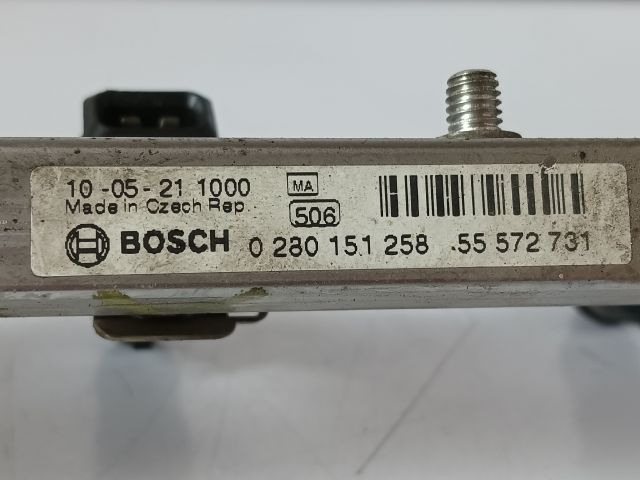 10-05-21 1000 MA
Made in Czech Rep 506
BOSCH 0 280 151 258 .55 572 731